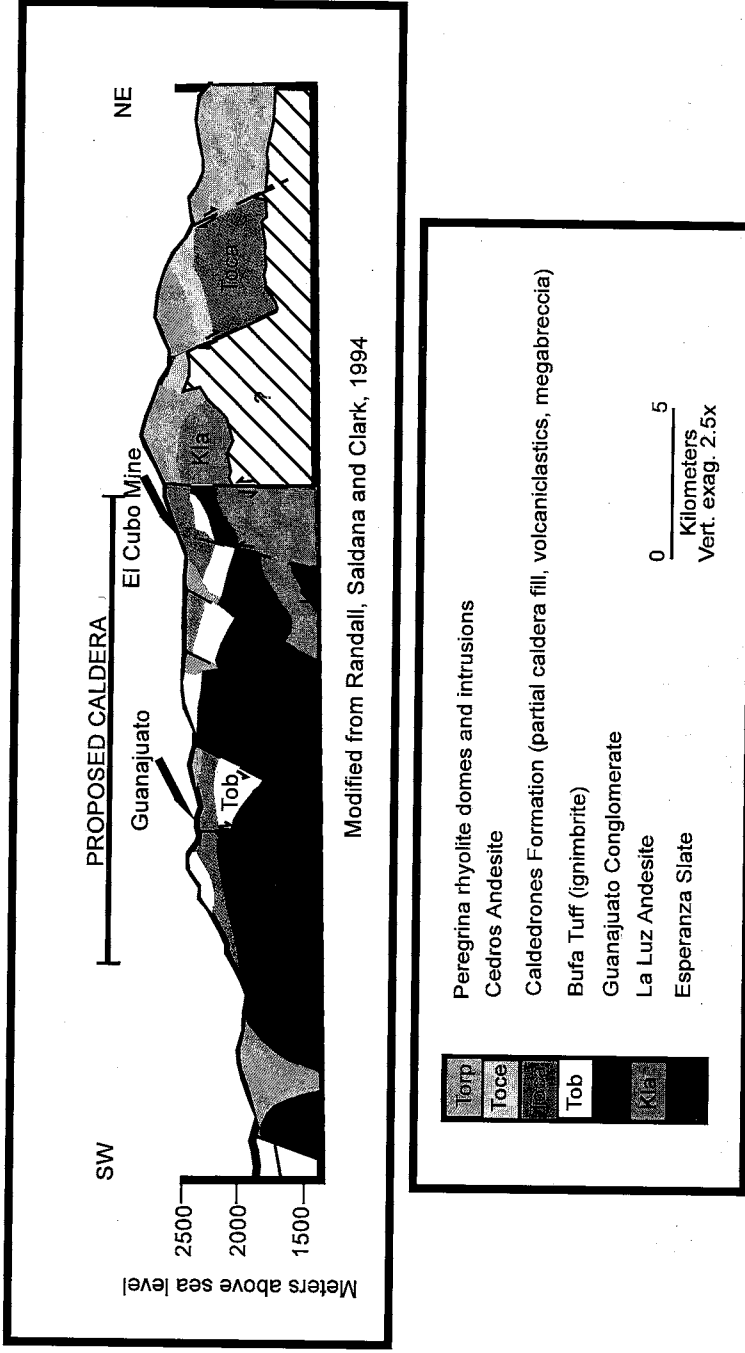 SW
NE
PROPOSED CALDERA
Guanajuato
El Cubo Mine
Tob
Kla
Toca
?
2500
2000
1500
Meters above sea level
Modified from Randall, Saldana and Clark, 1994
Torp
Peregrina rhyolite domes and intrusions
Toce
Cedros Andesite
Caldedrones Formation (partial caldera fill, volcaniclastics, megabreccia)
Tob
Bufa Tuff (ignimbrite)
Guanajuato Conglomerate
Kla
La Luz Andesite
Esperanza Slate
0 5
Kilometers
Vert. exag. 2.5x